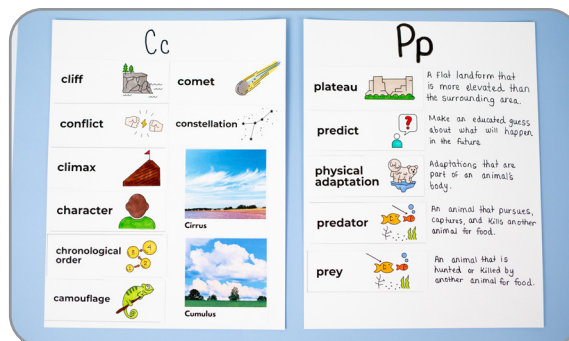 Cc
cliff
conflict
climax
character
chronological
order
camouflage
comet
constellation
Cirrus
Cumulus
Pp
plateau
A flat landform that
is more elevated than
the surrounding area.
predict
Make an educated guess
about what will happen
in the future.
physical
adaptation
Adaptations that are
part of an animal's
body.
predator
An animal that pursues,
captures, and kills another
animal for food.
prey
An animal that is
hunted or killed by
another animal for food.